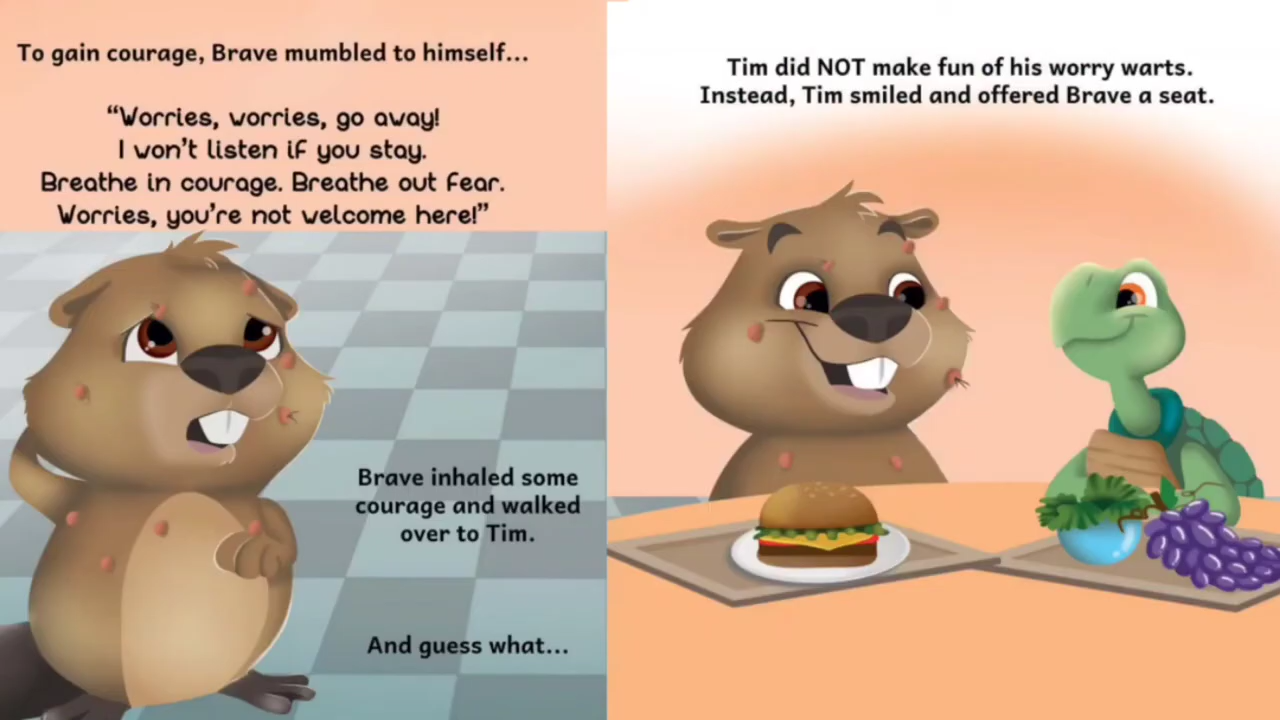 To gain courage, Brave mumbled to himself...
“Worries, worries, go away!
I won’t listen if you stay.
Breathe in courage. Breathe out fear.
Worries, you’re not welcome here!”
Brave inhaled some
courage and walked
over to Tim.
And guess what...
Tim did NOT make fun of his worry warts.
Instead, Tim smiled and offered Brave a seat.